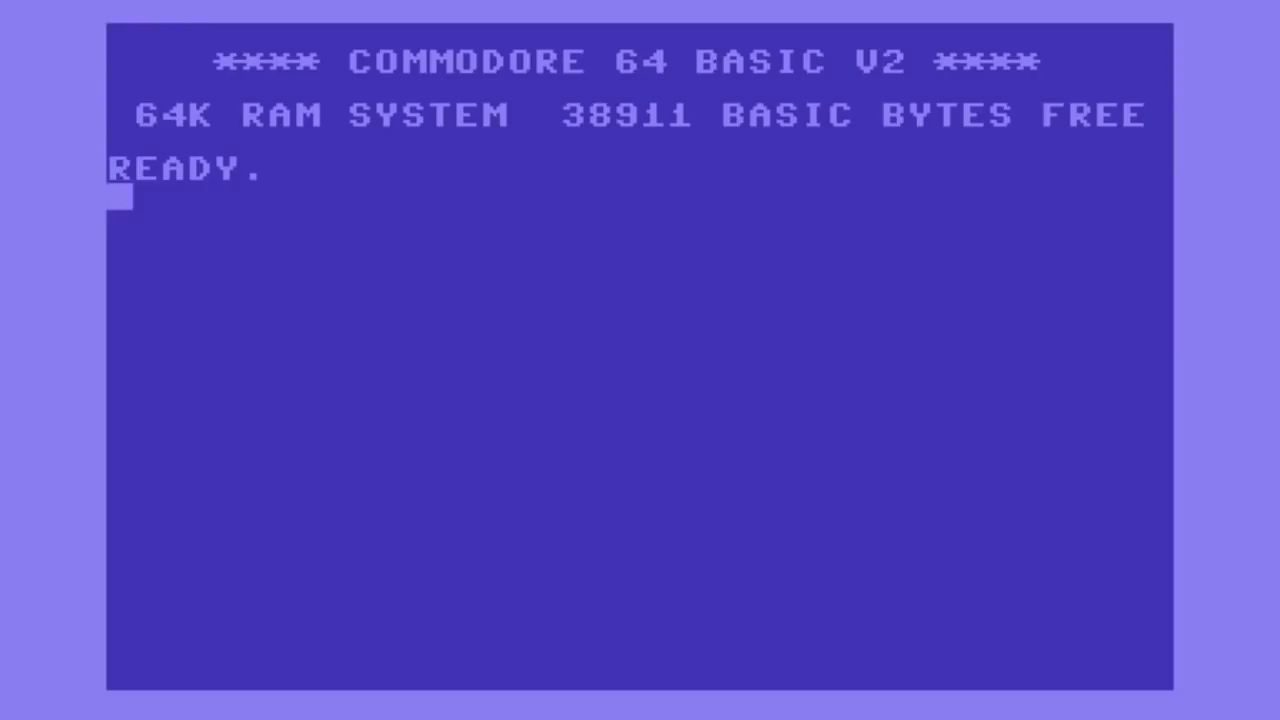 **** COMMODORE 64 BASIC V2 ****
64K RAM SYSTEM  38911 BASIC BYTES FREE
READY.